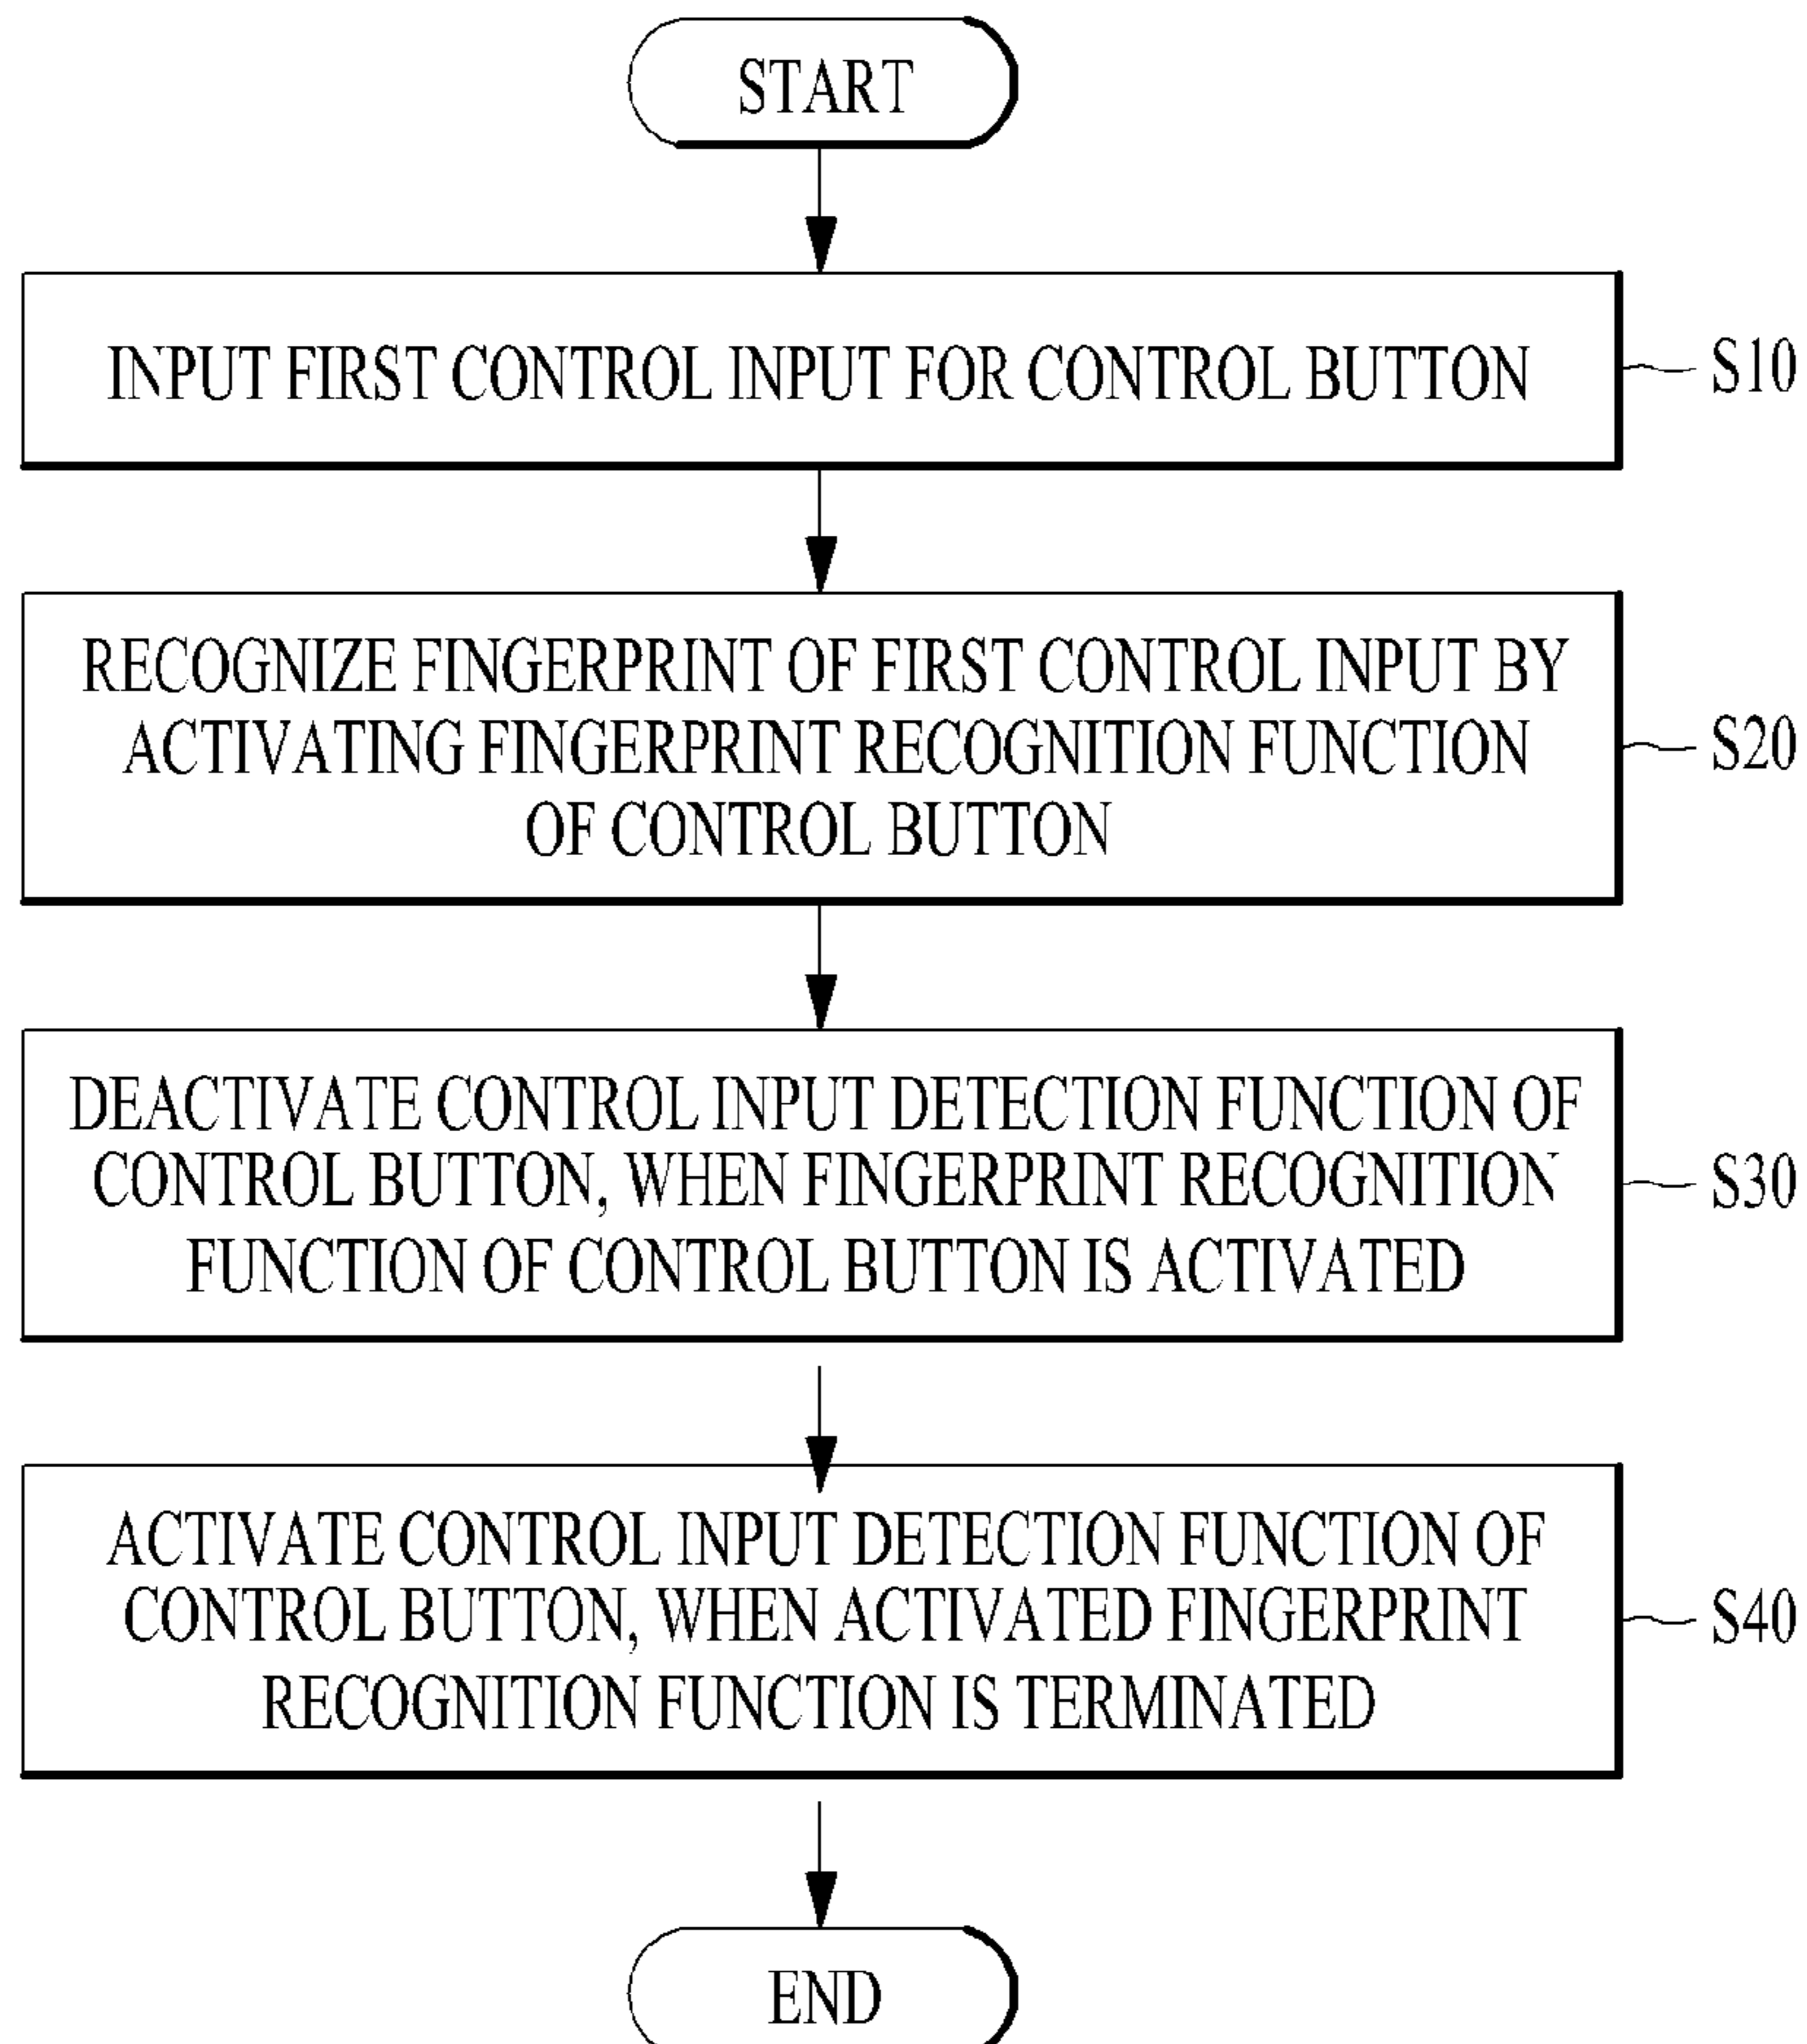 START
INPUT FIRST CONTROL INPUT FOR CONTROL BUTTON
S10
RECOGNIZE FINGERPRINT OF FIRST CONTROL INPUT BY
ACTIVATING FINGERPRINT RECOGNITION FUNCTION
OF CONTROL BUTTON
S20
DEACTIVATE CONTROL INPUT DETECTION FUNCTION OF
CONTROL BUTTON, WHEN FINGERPRINT RECOGNITION
FUNCTION OF CONTROL BUTTON IS ACTIVATED
S30
ACTIVATE CONTROL INPUT DETECTION FUNCTION OF
CONTROL BUTTON, WHEN ACTIVATED FINGERPRINT
RECOGNITION FUNCTION IS TERMINATED
S40
END